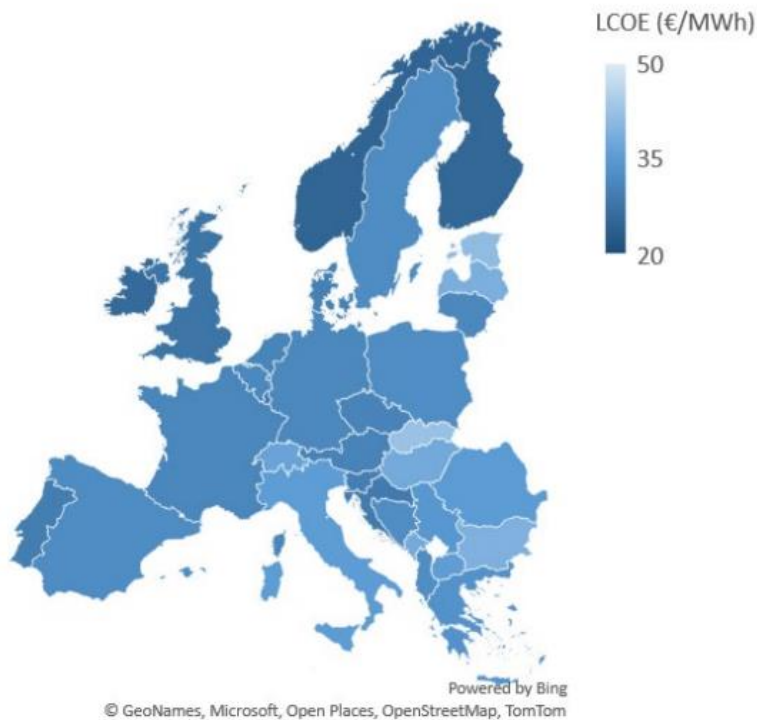 LCOE (€/MWh)
50
35
20
Powered by Bing
© GeoNames, Microsoft, Open Places, OpenStreetMap, TomTom